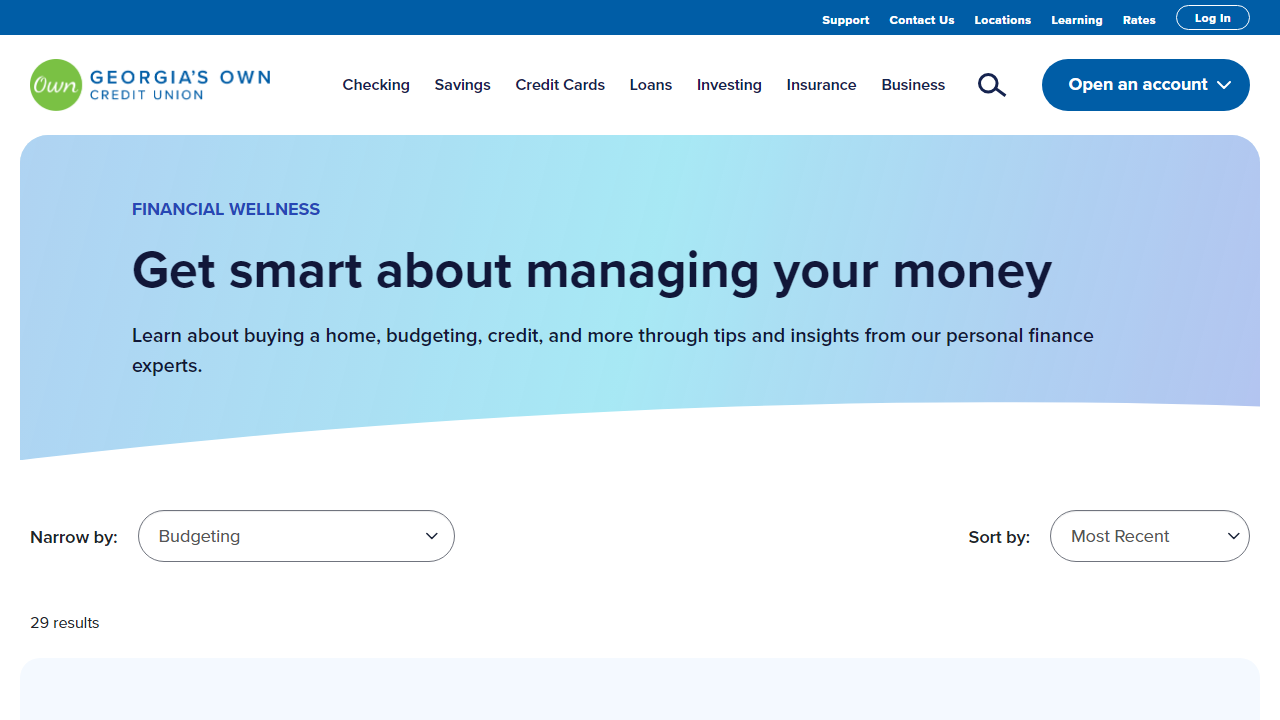 Support Contact Us Locations Learning Rates Log In
Own GEORGIA'S OWN
CREDIT UNION
Checking Savings Credit Cards Loans Investing Insurance Business Open an account
FINANCIAL WELLNESS
Get smart about managing your money
Learn about buying a home, budgeting, credit, and more through tips and insights from our personal finance
experts.
Narrow by: Budgeting Sort by: Most Recent
29 results